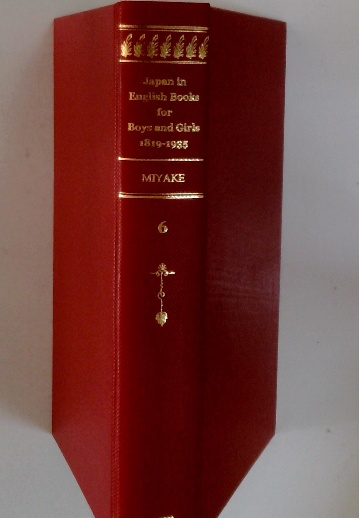 Japan in
English Books
for
Boys and Girls
1819-1935
MIYAKE
6